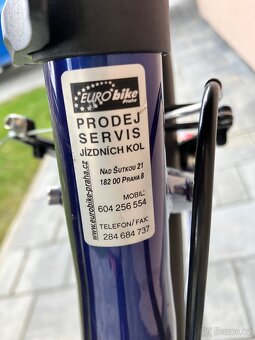 EURO bike
Praha
PRODEJ
SERVIS
JÍZDNÍCH KOL
NAD ŠUTKOU 21
182 00 PRAHA 8
MOBIL:
604 256 554
TELEFON/FAX:
284 684 737
www.eurobike-praha.cz